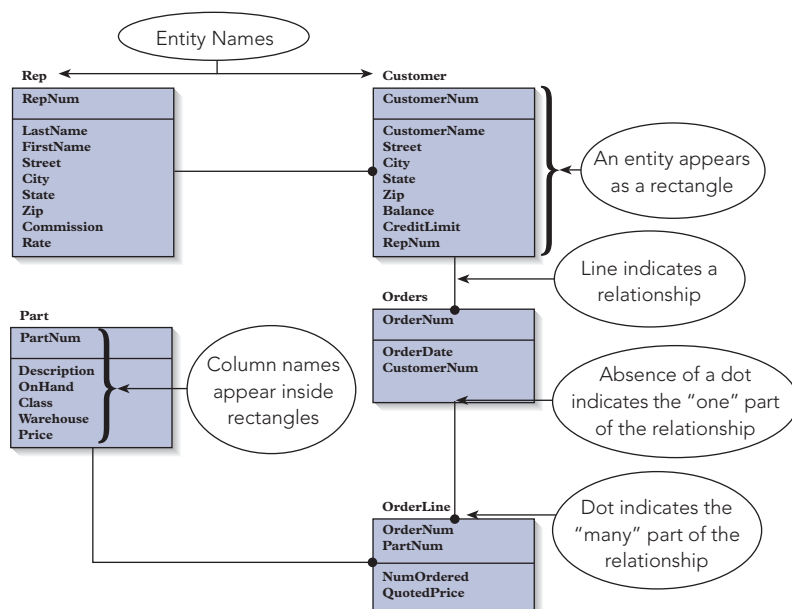 Entity Names
Rep
Customer
RepNum
LastName
FirstName
Street
City
State
Zip
Commission
Rate
CustomerNum
CustomerName
Street
City
State
Zip
Balance
CreditLimit
RepNum
An entity appears
as a rectangle
Line indicates a
relationship
Part
PartNum
Description
OnHand
Class
Warehouse
Price
Column names
appear inside
rectangles
Orders
OrderNum
OrderDate
CustomerNum
Absence of a dot
indicates the “one” part
of the relationship
OrderLine
OrderNum
PartNum
NumOrdered
QuotedPrice
Dot indicates the
“many” part of the
relationship